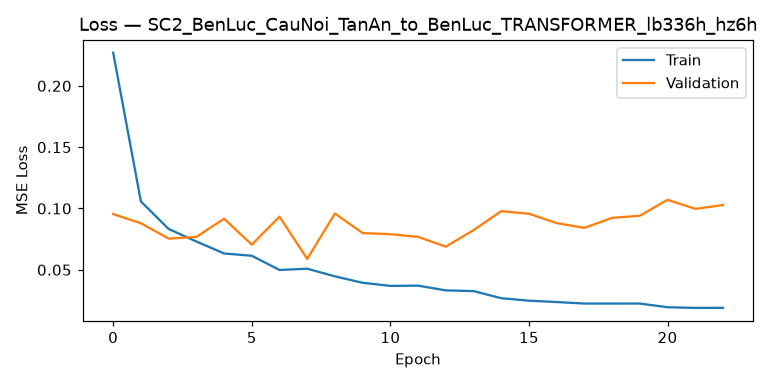 Loss — SC2_BenLuc_CauNoi_TanAn_to_BenLuc_TRANSFORMER_lb336h_hz6h
Train
Validation
MSE Loss
0.20
0.15
0.10
0.05
0
5
10
15
20
Epoch